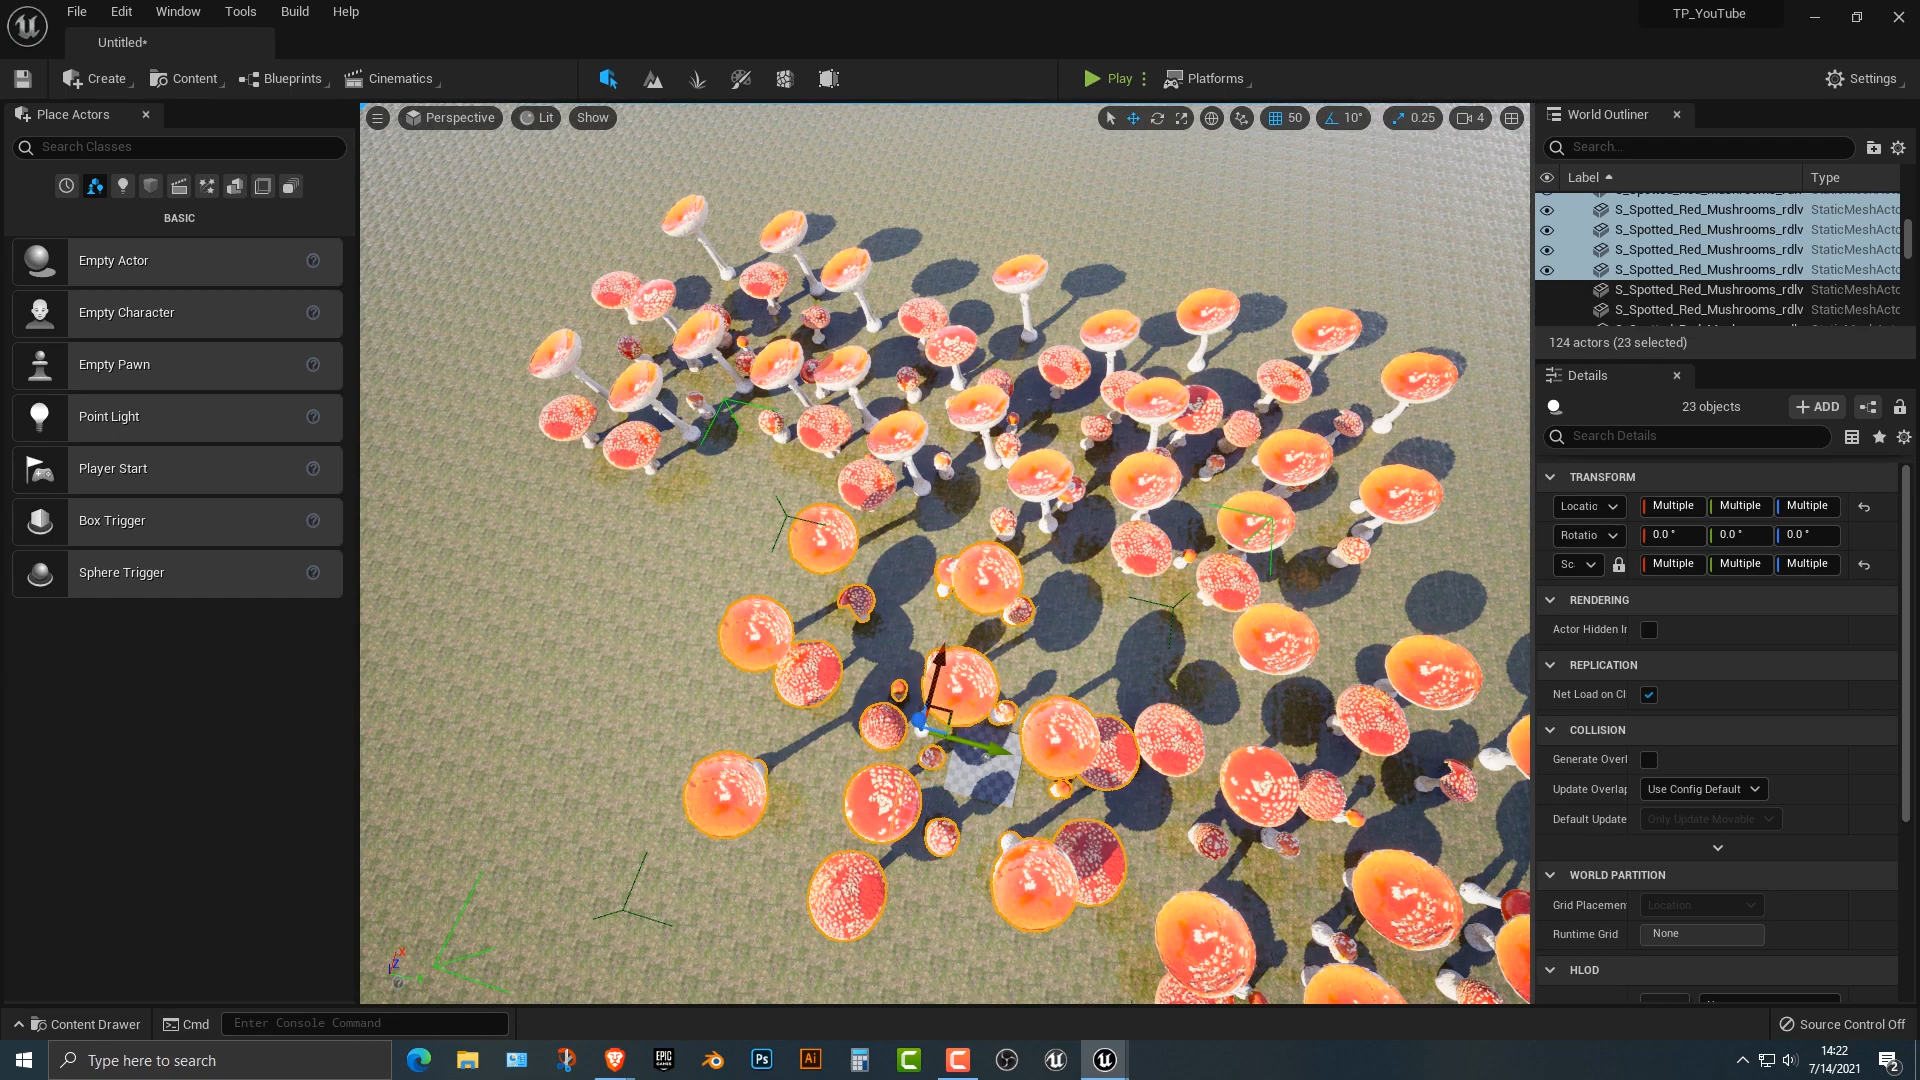 File Edit Window Tools Build Help
TP_YouTube
Untitled*
Create Content Blueprints Cinematics
Play Platforms
Settings
Place Actors
Search Classes
BASIC
Empty Actor
Empty Character
Empty Pawn
Point Light
Player Start
Box Trigger
Sphere Trigger
Perspective Lit Show
50 10° 0.25 4
X
Z
World Outliner
Search...
Label Type
S_Spotted_Red_Mushrooms_rdlv StaticMeshActo
S_Spotted_Red_Mushrooms_rdlv StaticMeshActo
S_Spotted_Red_Mushrooms_rdlv StaticMeshActo
S_Spotted_Red_Mushrooms_rdlv StaticMeshActo
S_Spotted_Red_Mushrooms_rdlv StaticMeshActo
S_Spotted_Red_Mushrooms_rdlv StaticMeshActo
124 actors (23 selected)
Details
23 objects ADD
Search Details
TRANSFORM
Locatio Multiple Multiple Multiple
Rotatio 0.0 ° 0.0 ° 0.0 °
Sc Multiple Multiple Multiple
RENDERING
Actor Hidden Ir
REPLICATION
Net Load on Cl
COLLISION
Generate Overl
Update Overlap Use Config Default
Default Update Only Update Movable
WORLD PARTITION
Grid Placemen Location
Runtime Grid None
HLOD
Content Drawer Cmd Enter Console Command
Source Control Off
Type here to search
EPIC GAMES
Ps Ai
14:22
7/14/2021
2